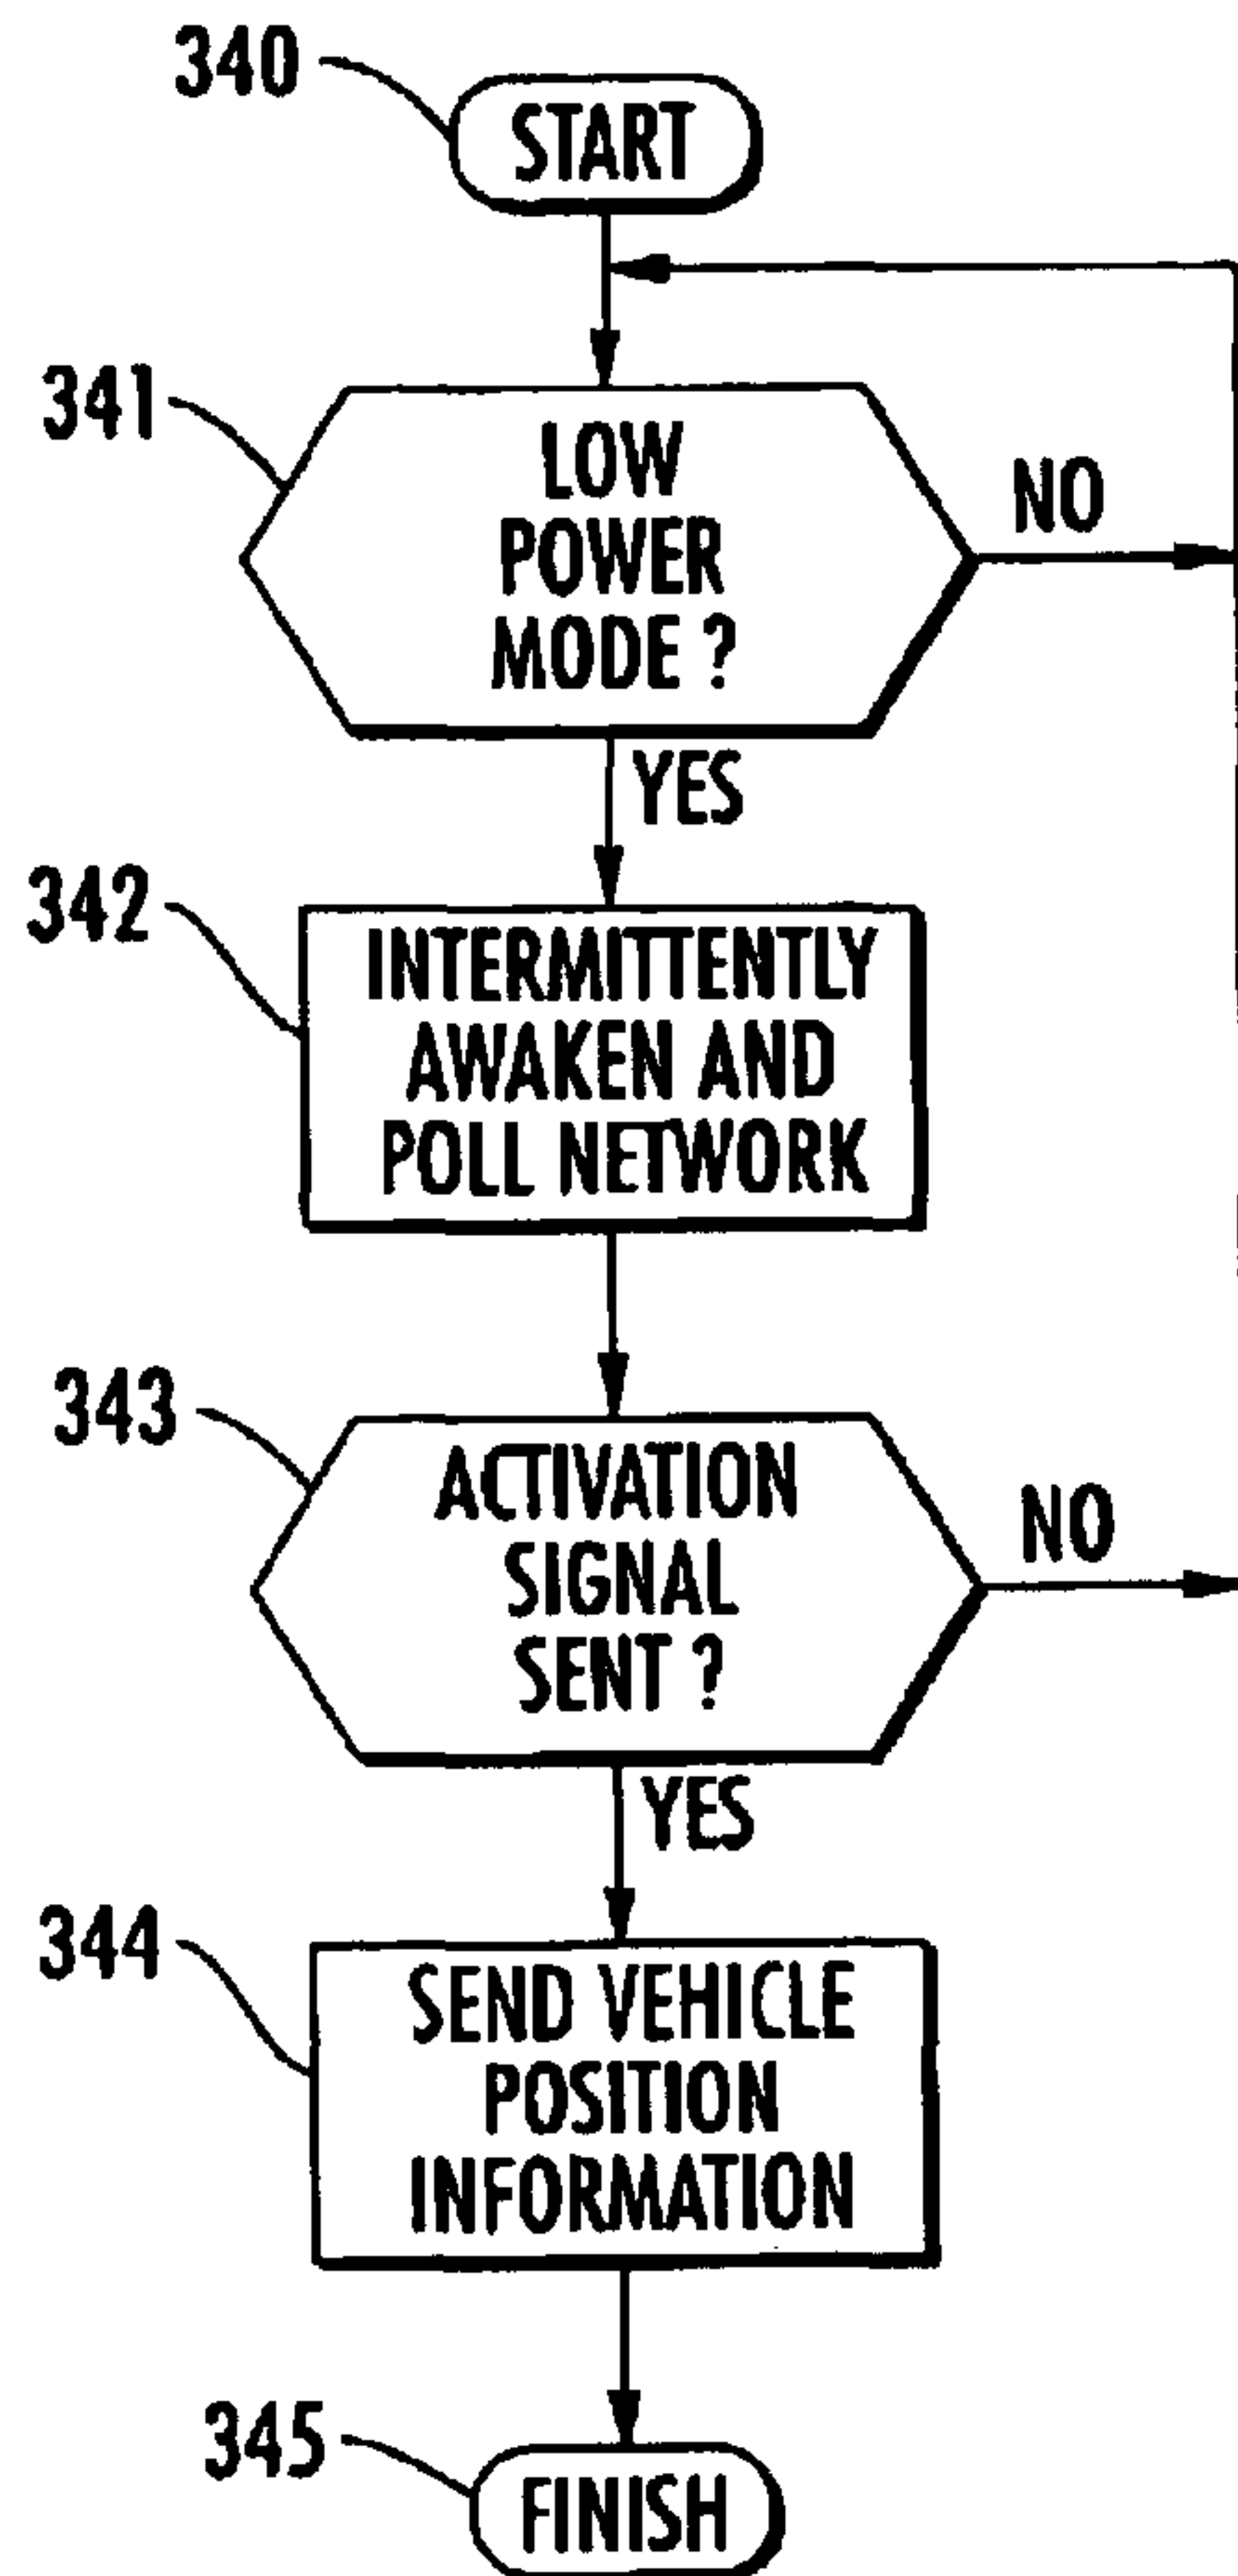 340
START
341
LOW
POWER
MODE ?
NO
YES
342
INTERMITTENTLY
AWAKEN AND
POLL NETWORK
343
ACTIVATION
SIGNAL
SENT ?
NO
YES
344
SEND VEHICLE
POSITION
INFORMATION
345
FINISH